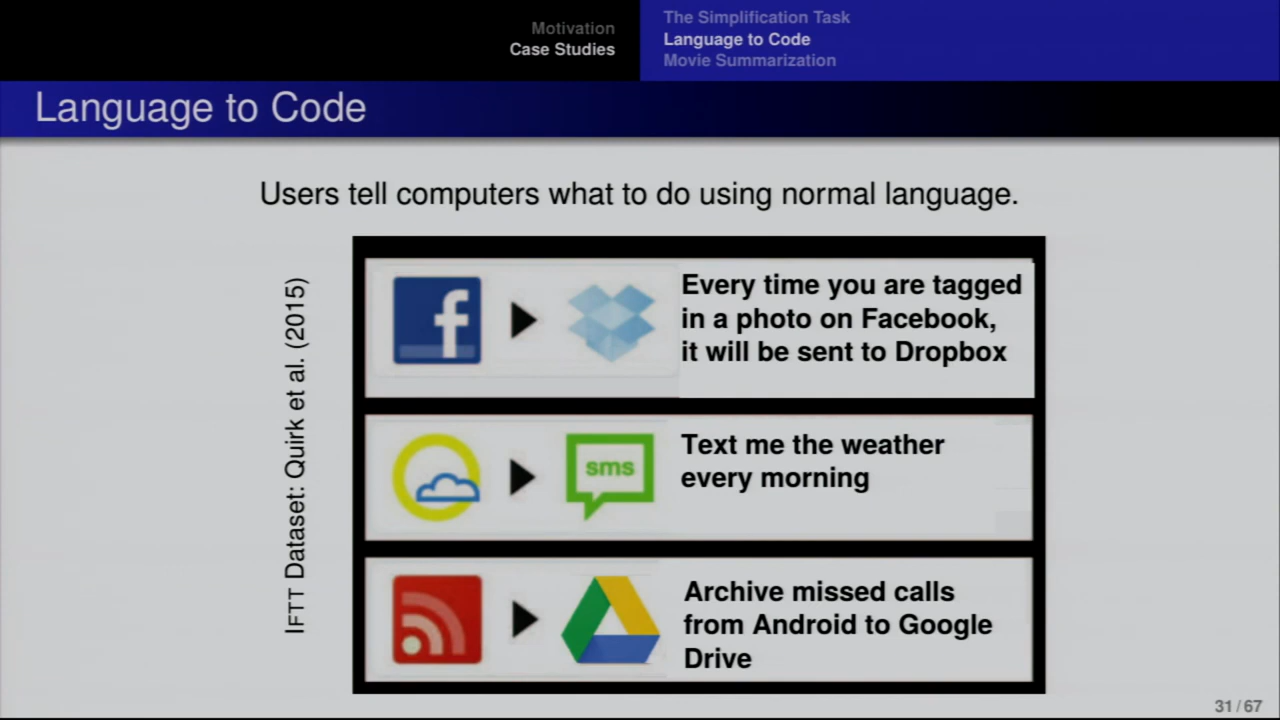 Motivation
Case Studies
The Simplification Task
Language to Code
Movie Summarization
Language to Code
Users tell computers what to do using normal language.
IFTT Dataset: Quirk et al. (2015)
f
Every time you are tagged
in a photo on Facebook,
it will be sent to Dropbox
sms
Text me the weather
every morning
Archive missed calls
from Android to Google
Drive
31 / 67